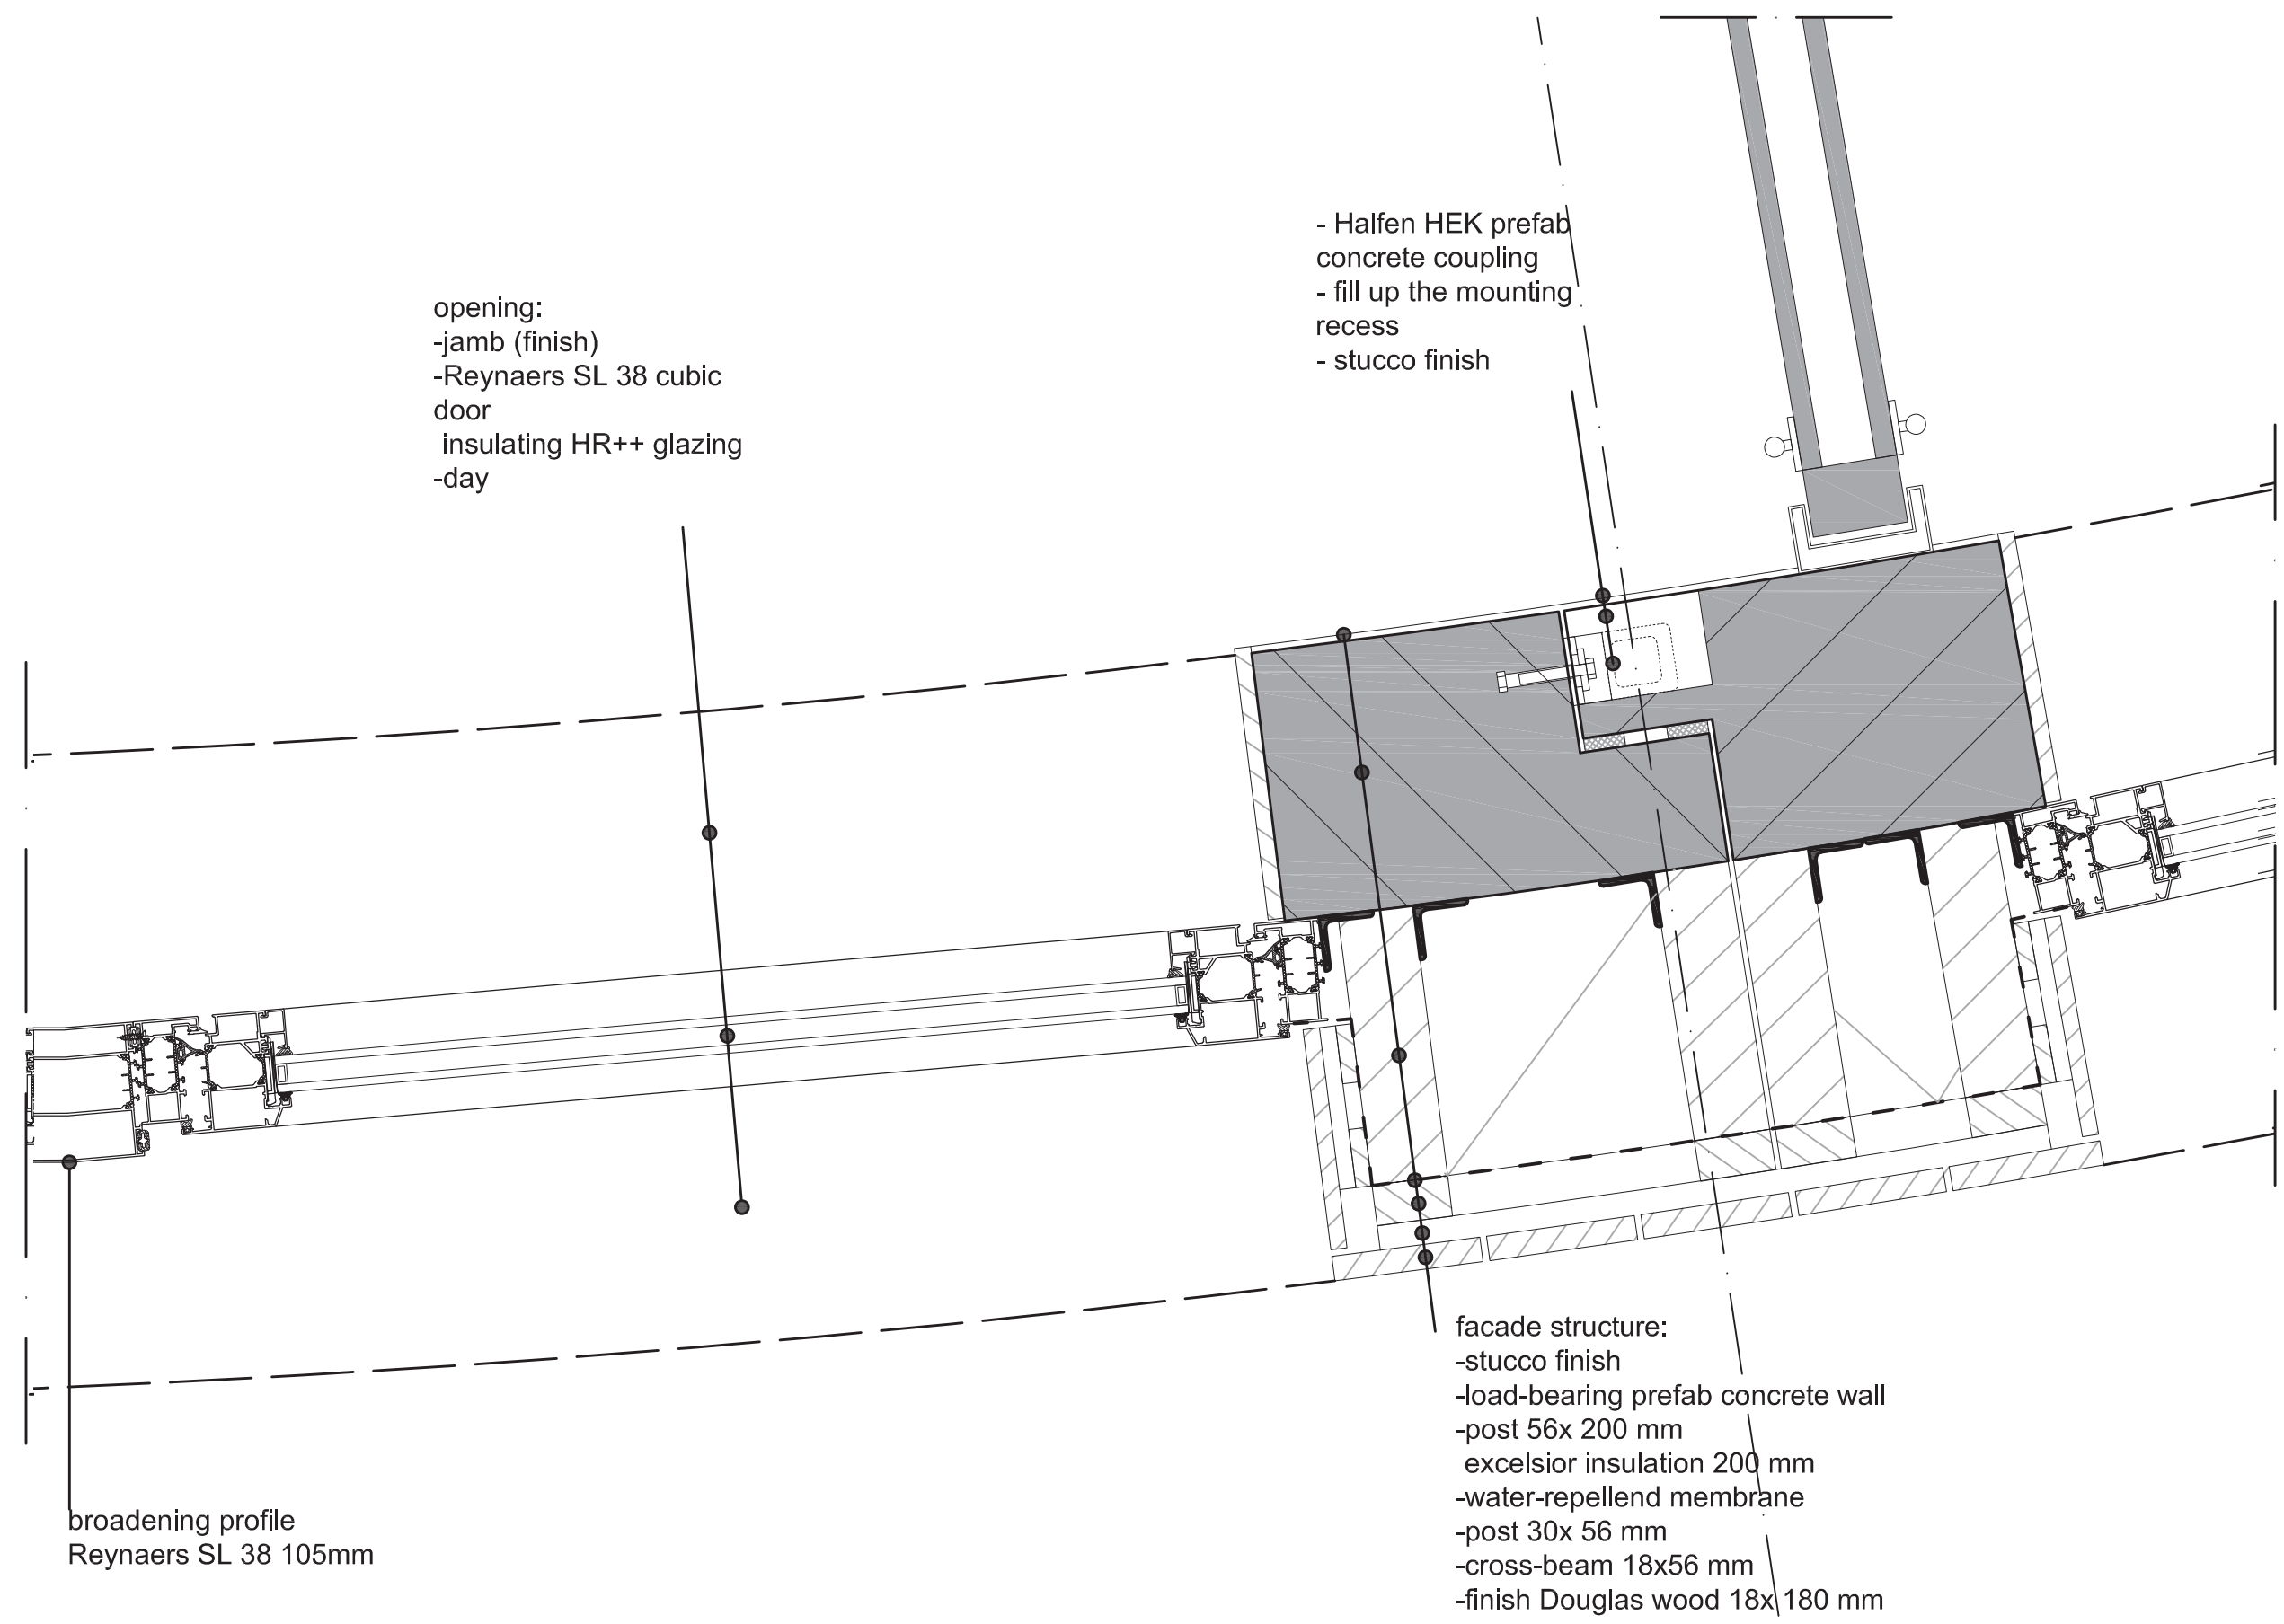 - Halfen HEK prefab
concrete coupling
- fill up the mounting
recess
- stucco finish
opening:
-jamb (finish)
-Reynaers SL 38 cubic
door
insulating HR++ glazing
-day
facade structure:
-stucco finish
-load-bearing prefab concrete wall
-post 56x 200 mm
excelsior insulation 200 mm
-water-repellend membrane
-post 30x 56 mm
-cross-beam 18x56 mm
-finish Douglas wood 18x 180 mm
broadening profile
Reynaers SL 38 105mm